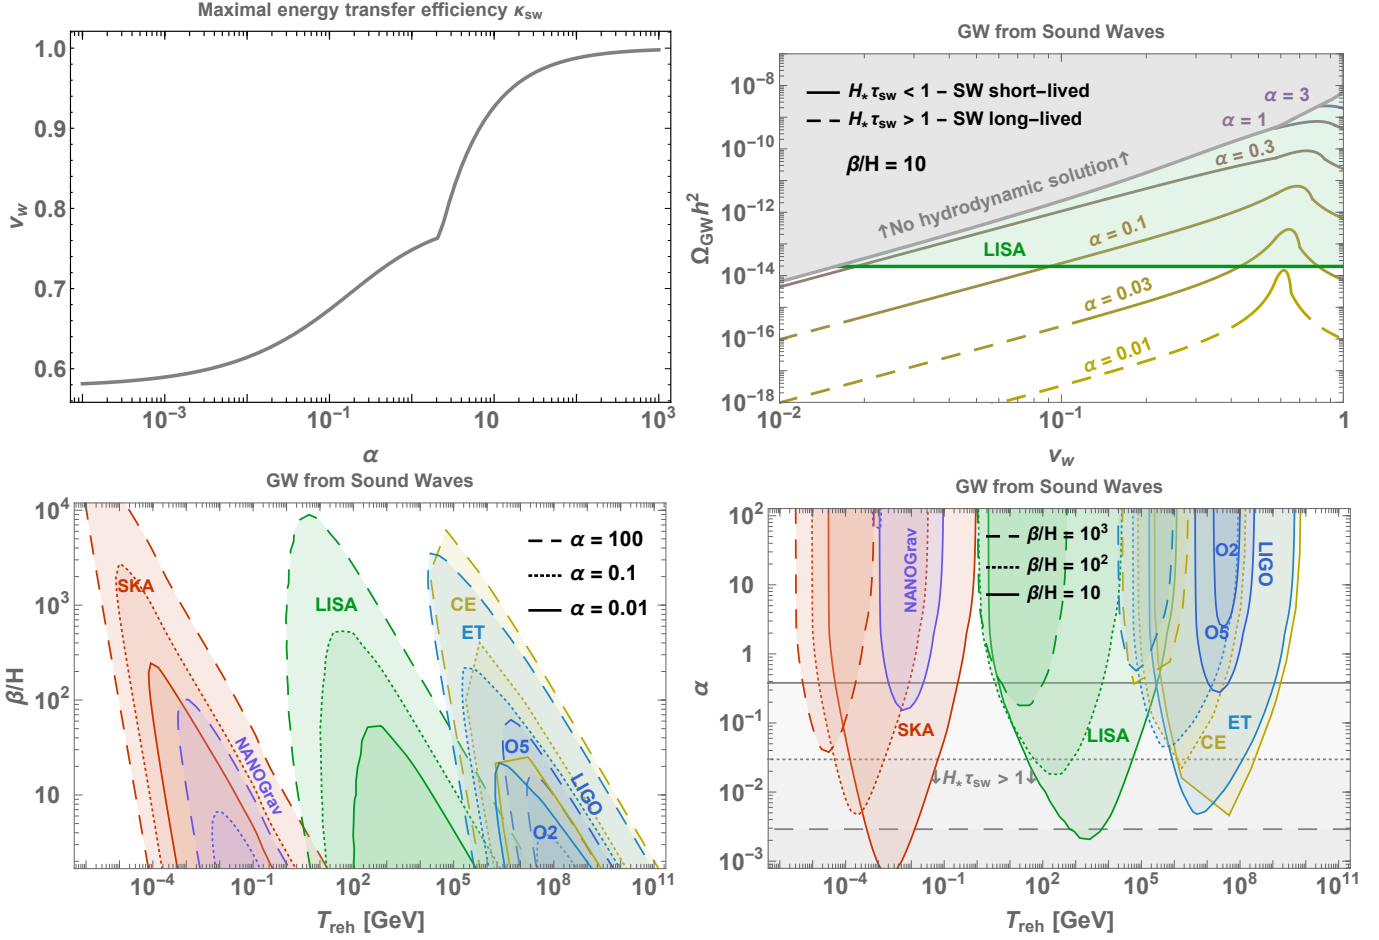 Maximal energy transfer efficiency κsw
1.0
0.9
0.8
0.7
0.6
vw
10⁻³
10⁻¹
10
10³
α
GW from Sound Waves
H*τsw < 1 – SW short–lived
H*τsw > 1 – SW long–lived
β/H = 10
α = 3
α = 1
α = 0.3
↑No hydrodynamic solution↑
α = 0.1
LISA
α = 0.03
α = 0.01
10⁻⁸
10⁻¹⁰
10⁻¹²
10⁻¹⁴
10⁻¹⁶
10⁻¹⁸
ΩGWh²
10⁻²
10⁻¹
1
vw
GW from Sound Waves
10⁴
10³
10²
10
β/H
α = 100
α = 0.1
α = 0.01
SKA
NANOGrav
LISA
CE
ET
O5
LIGO
O2
10⁻⁴
10⁻¹
10²
10⁵
10⁸
10¹¹
Treh [GeV]
GW from Sound Waves
10²
10
1
10⁻¹
10⁻²
10⁻³
α
β/H = 10³
β/H = 10²
β/H = 10
NANOGrav
SKA
LISA
O2
LIGO
O5
ET
CE
↓H*τsw > 1↓
10⁻⁴
10⁻¹
10²
10⁵
10⁸
10¹¹
Treh [GeV]